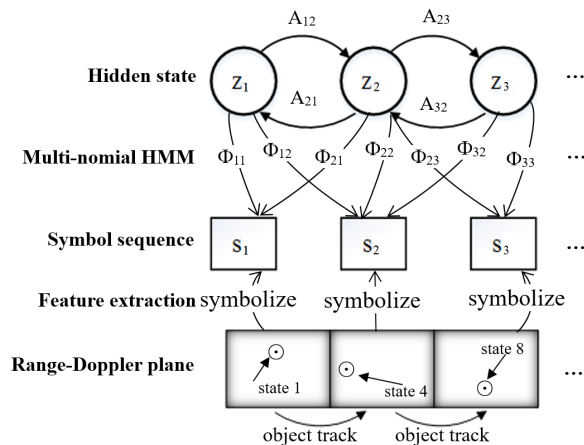 A12 A23
Hidden state Z1 Z2 Z3 ...
A21 A32
Multi-nomial HMM Φ11 Φ12 Φ21 Φ22 Φ23 Φ32 Φ33 ...
Symbol sequence S1 S2 S3 ...
Feature extraction symbolize symbolize symbolize
Range-Doppler plane state 1 state 4 state 8 ...
object track object track